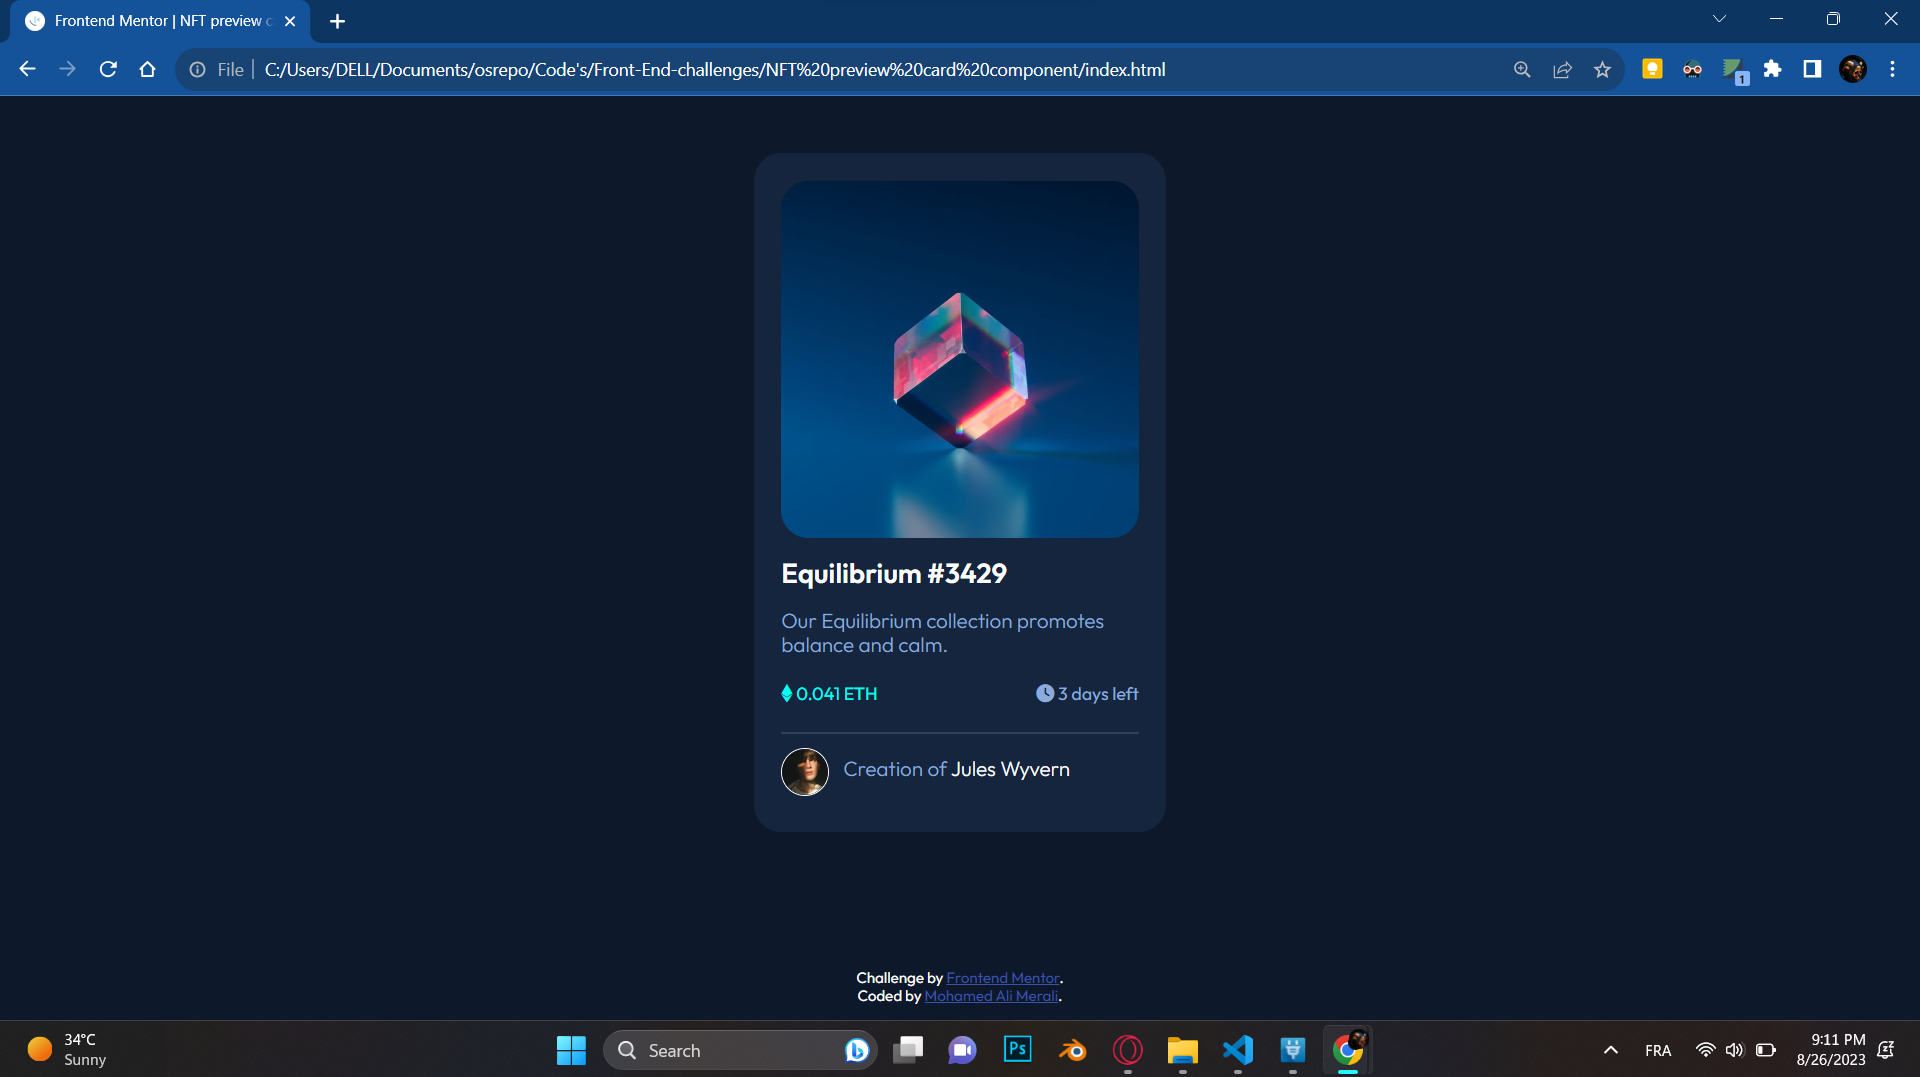 Frontend Mentor | NFT preview c
File
C:/Users/DELL/Documents/osrepo/Code's/Front-End-challenges/NFT%20preview%20card%20component/index.html
1
Equilibrium #3429
Our Equilibrium collection promotes
balance and calm.
0.041 ETH
3 days left
Creation of Jules Wyvern
Challenge by Frontend Mentor.
Coded by Mohamed Ali Merali.
34°C
Sunny
Search
Ps
FRA
9:11 PM
8/26/2023